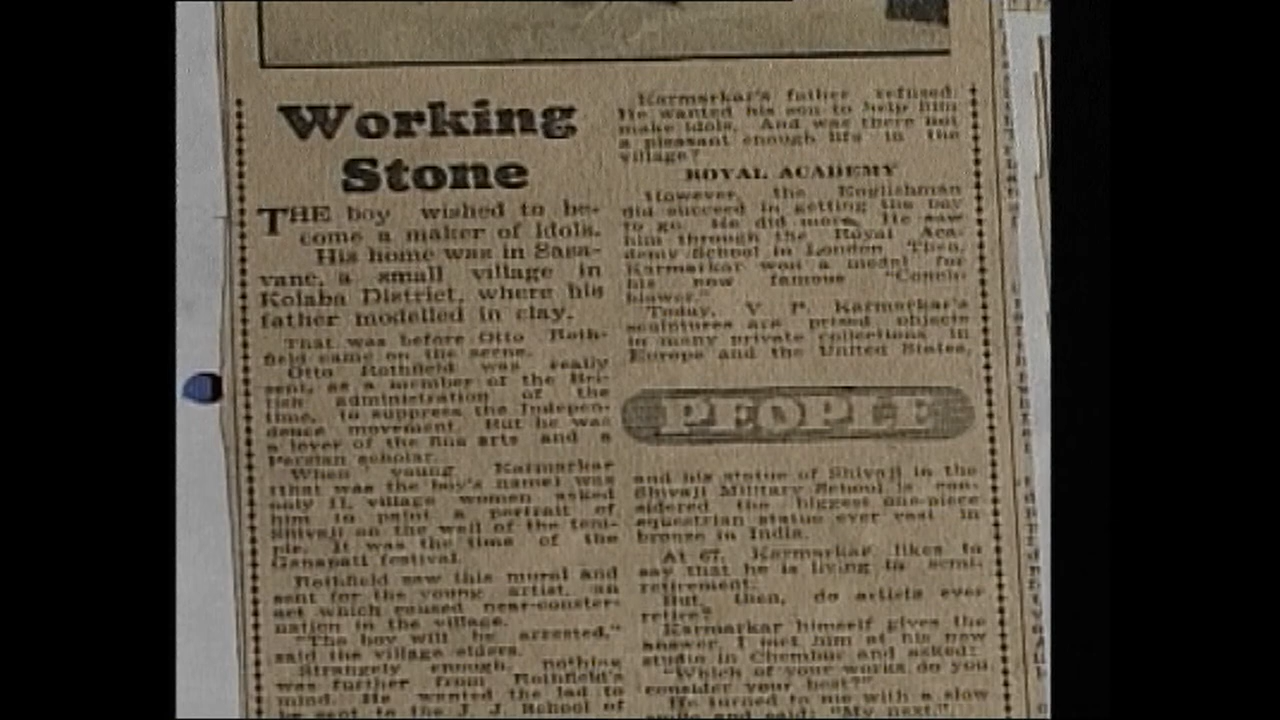 Working
Stone
THE boy wished to be-
come a maker of idols.
His home was in Sasa-
vane, a small village in
Kolaba District, where his
father modelled in clay.
That was before Otto Roth-
field came on the scene.
Otto Rothfield was really
sent, as a member of the Bri-
tish administration of the
time, to suppress the Indepen-
dence movement. But he was
a lover of the fine arts and a
Persian scholar.
When young Karmarkar
(that was the boy's name) was
only 11, village women asked
him to paint a portrait of
Shivaji on the wall of the tem-
ple. It was the time of the
Ganapati festival.
Rothfield saw this mural and
sent for the young artist, an
act which caused near-conster-
nation in the village.
"The boy will be arrested,"
said the village elders.
Strangely enough, nothing
was further from Rothfield's
mind. He wanted the lad to
be sent to the J. J. School of
Karmarkar's father refused.
He wanted his son to help him
make idols. And was there not
a pleasant enough life in the
village?
ROYAL ACADEMY
However, the Englishman
did succeed in getting the boy
to go. He did more. He saw
him through the Royal Aca-
demy School in London. Then,
Karmarkar won a medal for
his now famous "Conch-
blower."
Today, V. P. Karmarkar's
sculptures are prized objects
in many private collections in
Europe and the United States,
PEOPLE
and his statue of Shivaji in the
Shivaji Military School is con-
sidered the biggest one-piece
equestrian statue ever cast in
bronze in India.
At 67, Karmarkar likes to
say that he is living in semi-
retirement.
But, then, do artists ever
retire?
Karmarkar himself gives the
answer. I met him at his new
studio in Chembur and asked:
"Which of your works do you
consider your best?"
He turned to me with a slow
smile and said: "My next."